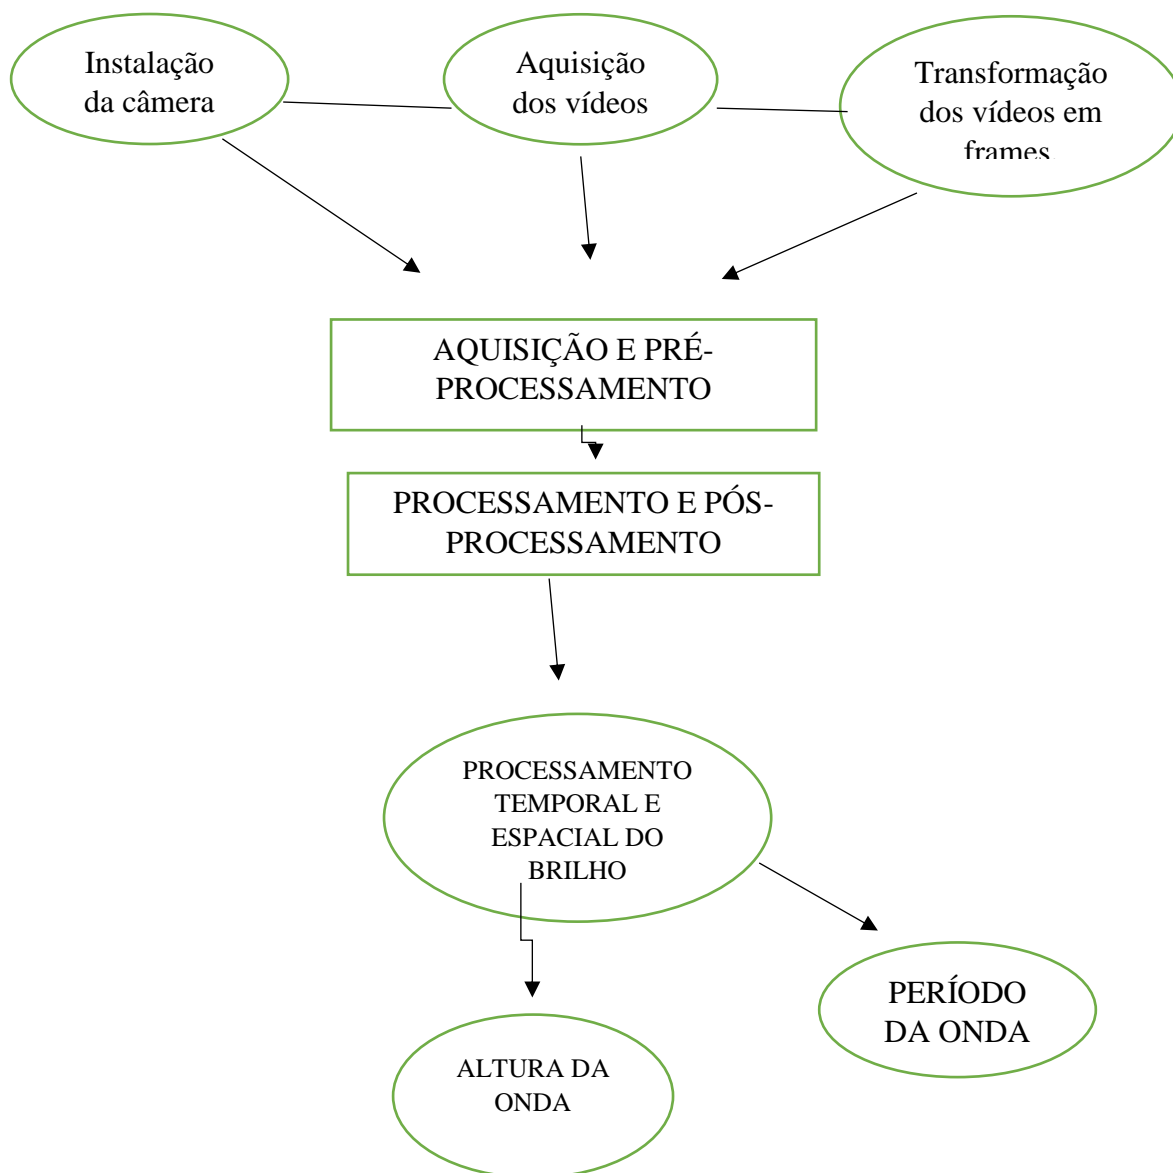 Instalação
da câmera
Aquisição
dos vídeos
Transformação
dos vídeos em
frames
AQUISIÇÃO E PRÉ-
PROCESSAMENTO
PROCESSAMENTO E PÓS-
PROCESSAMENTO
PROCESSAMENTO
TEMPORAL E
ESPACIAL DO
BRILHO
PERÍODO
DA ONDA
ALTURA DA
ONDA